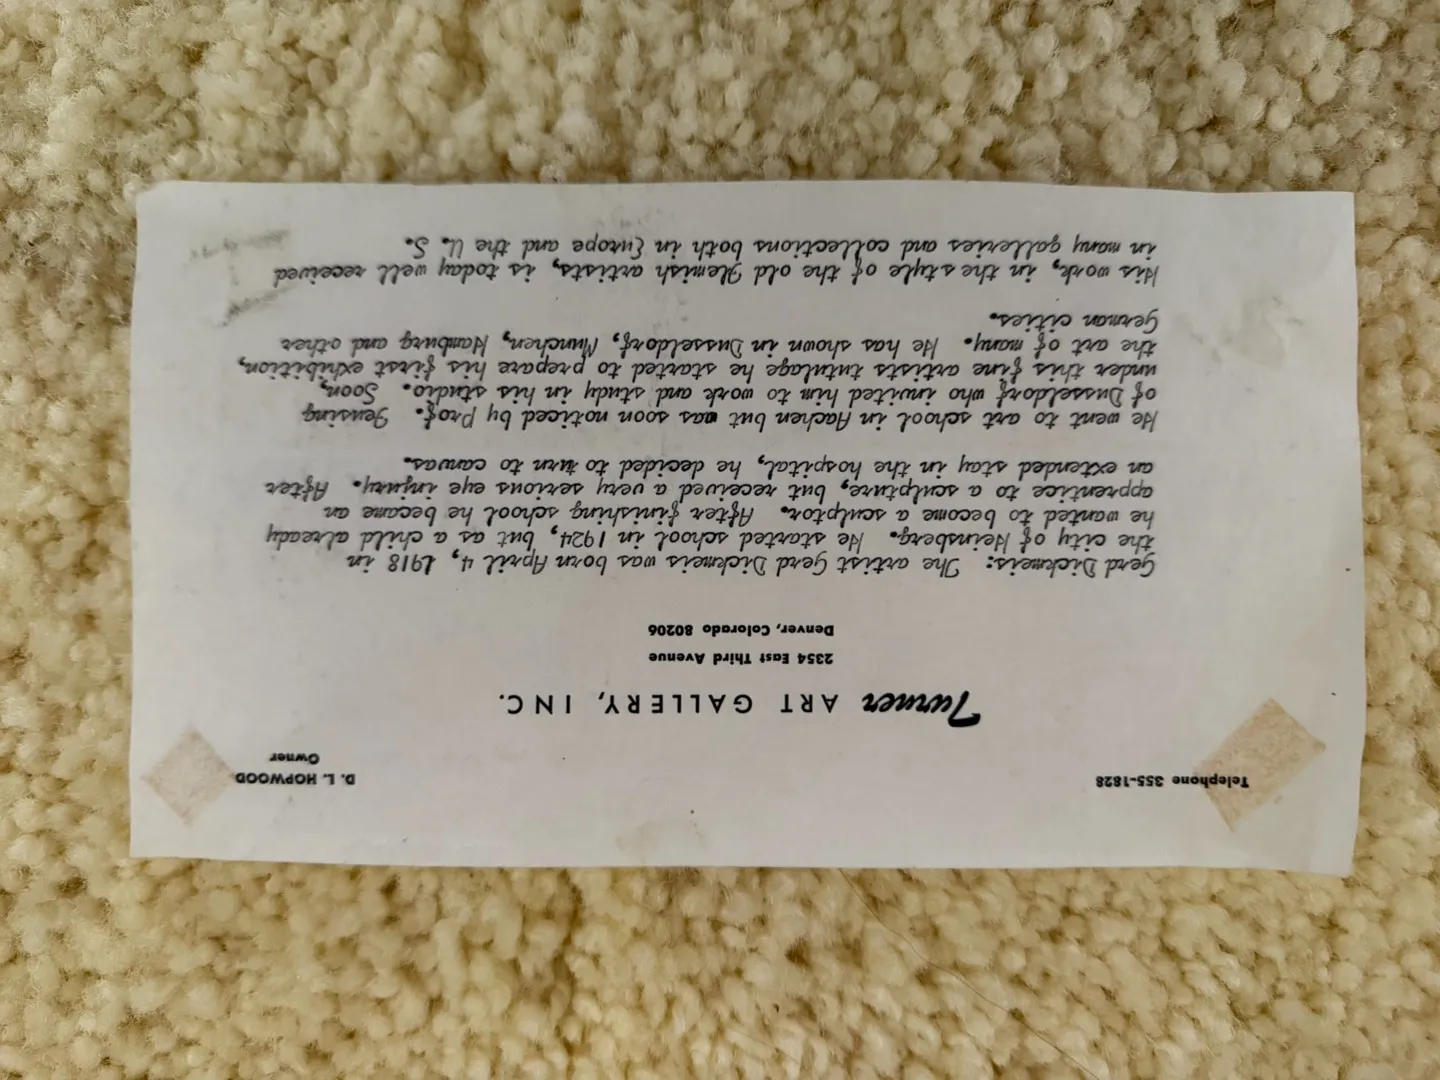 Telephone 355-1828
D. L. HOPWOOD
Owner
Turner ART GALLERY, INC.
2354 East Third Avenue
Denver, Colorado 80206
Gerd Dickmeis: The artist Gerd Dickmeis was born April 4, 1918 in
the city of Heinsberg. He started school in 1924, but as a child already
he wanted to become a sculptor. After finishing school he became an
apprentice to a sculpture, but received a very serious eye injury. After
an extended stay in the hospital, he decided to turn to canvas.
He went to art school in Aachen but was soon noticed by Prof. Jensing
of Dusseldorf who invited him to work and study in his studio. Soon,
under this fine artists tutulage he started to prepare his first exhibition,
the art of many. He has shown in Dusseldorf, Munchen, Hamburg and other
German cities.
His work, in the style of the old Flemish artists, is today well received
in many galleries and collections both in Europe and the U. S.